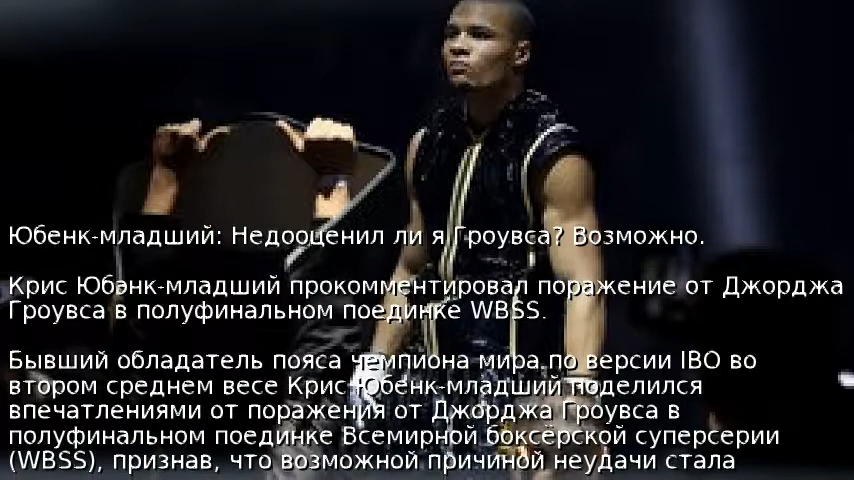 Юбенк-младший: Недооценил ли я Гроувса? Возможно.
Крис Юбэнк-младший прокомментировал поражение от Джорджа
Гроувса в полуфинальном поединке WBSS.
Бывший обладатель пояса чемпиона мира по версии IBO во
втором среднем весе Крис Юбенк-младший поделился
впечатлениями от поражения от Джорджа Гроувса в
полуфинальном поединке Всемирной боксёрской суперсерии
(WBSS), признав, что возможной причиной неудачи стала